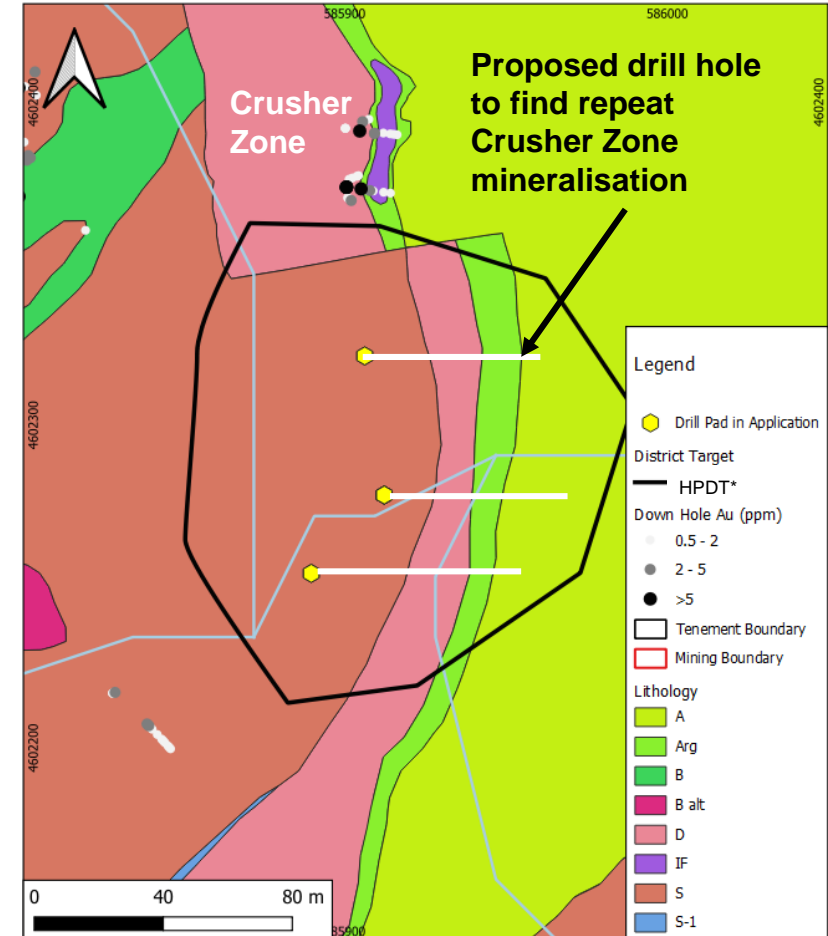 585900
586000
4602400
4602400
Crusher
Zone
Proposed drill hole
to find repeat
Crusher Zone
mineralisation
4602300
4602200
Legend
Drill Pad in Application
District Target
HPDT*
Down Hole Au (ppm)
0.5 - 2
2 - 5
>5
Tenement Boundary
Mining Boundary
Lithology
A
Arg
B
B alt
D
IF
S
S-1
0 40 80 m
585900